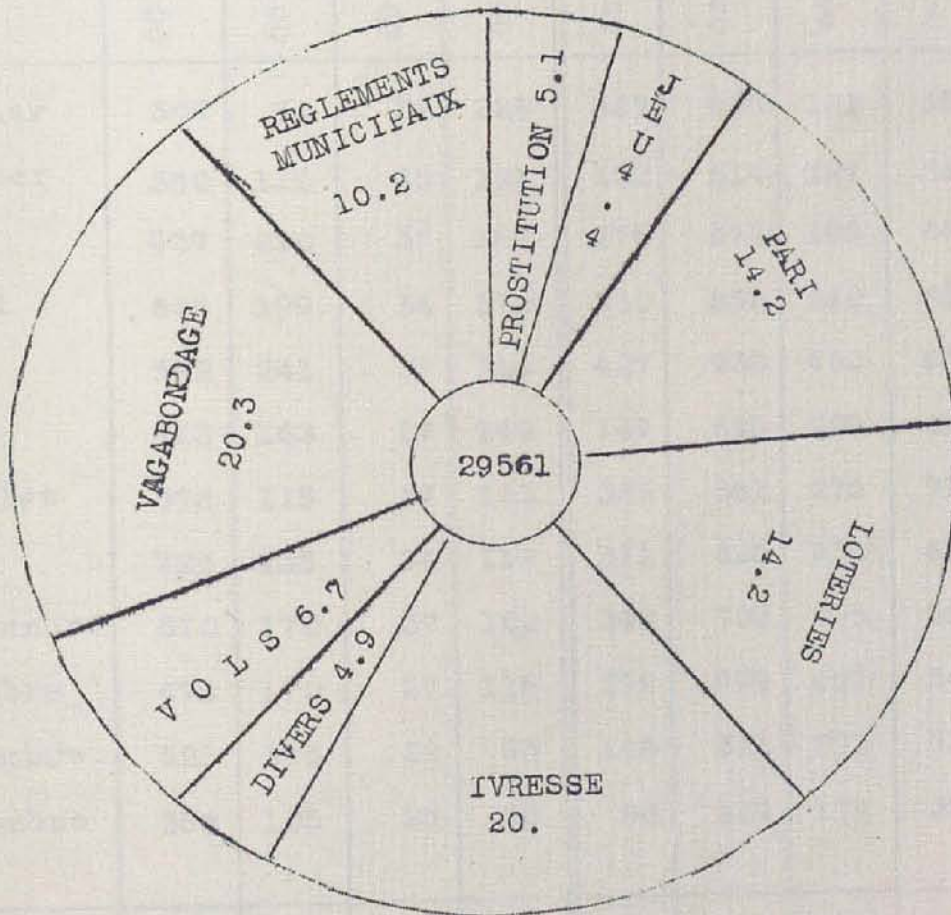 REGLEMENTS
MUNICIPAUX
10.2
PROSTITUTION 5.1
JEU 4.4
PARI
14.2
LOTERIES
14.2
IVRESSE
20.
DIVERS 4.9
VOLS 6.7
VAGABONDAGE
20.3
29561